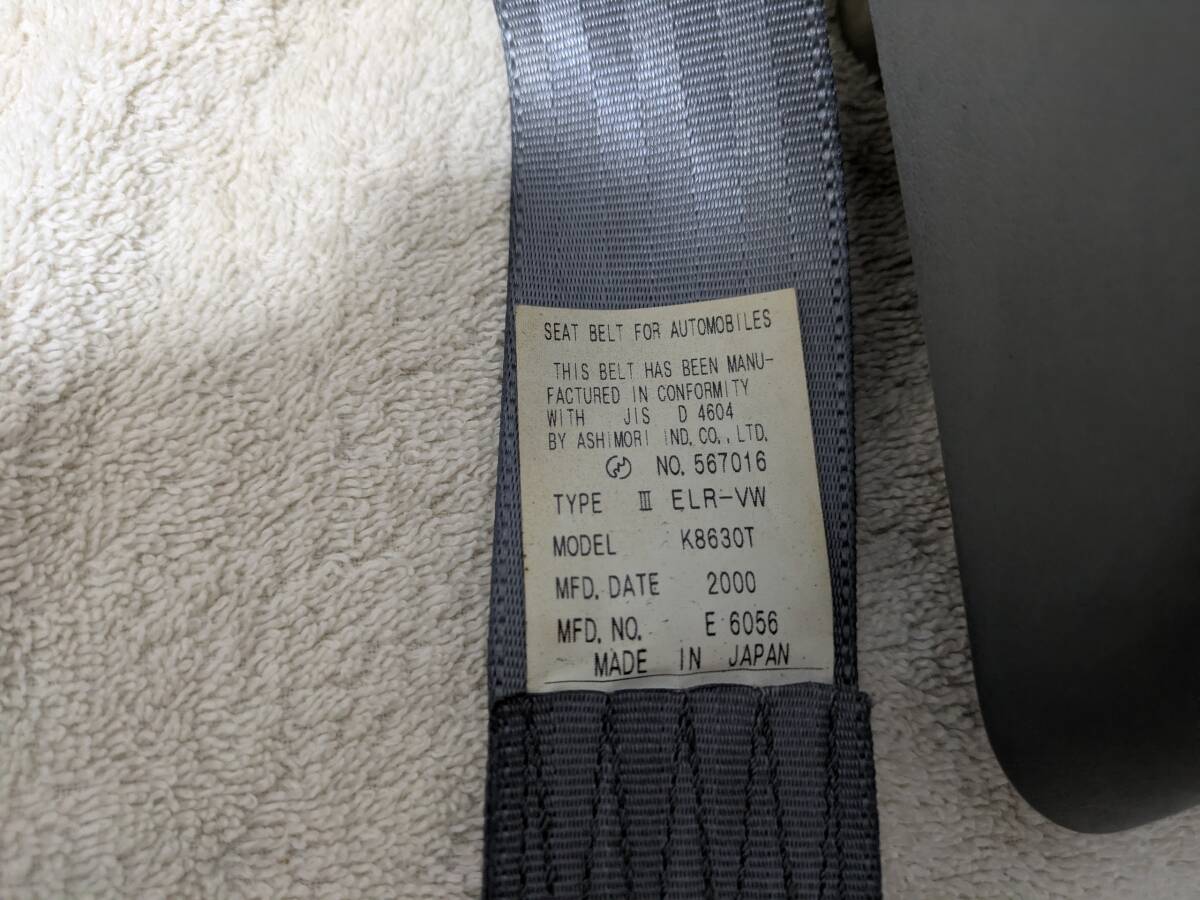 SEAT BELT FOR AUTOMOBILES
THIS BELT HAS BEEN MANU-
FACTURED IN CONFORMITY
WITH JIS D 4604
BY ASHIMORI IND. CO., LTD.
NO. 567016
TYPE Ⅲ ELR-VW
MODEL K8630T
MFD. DATE 2000
MFD. NO. E 6056
MADE IN JAPAN